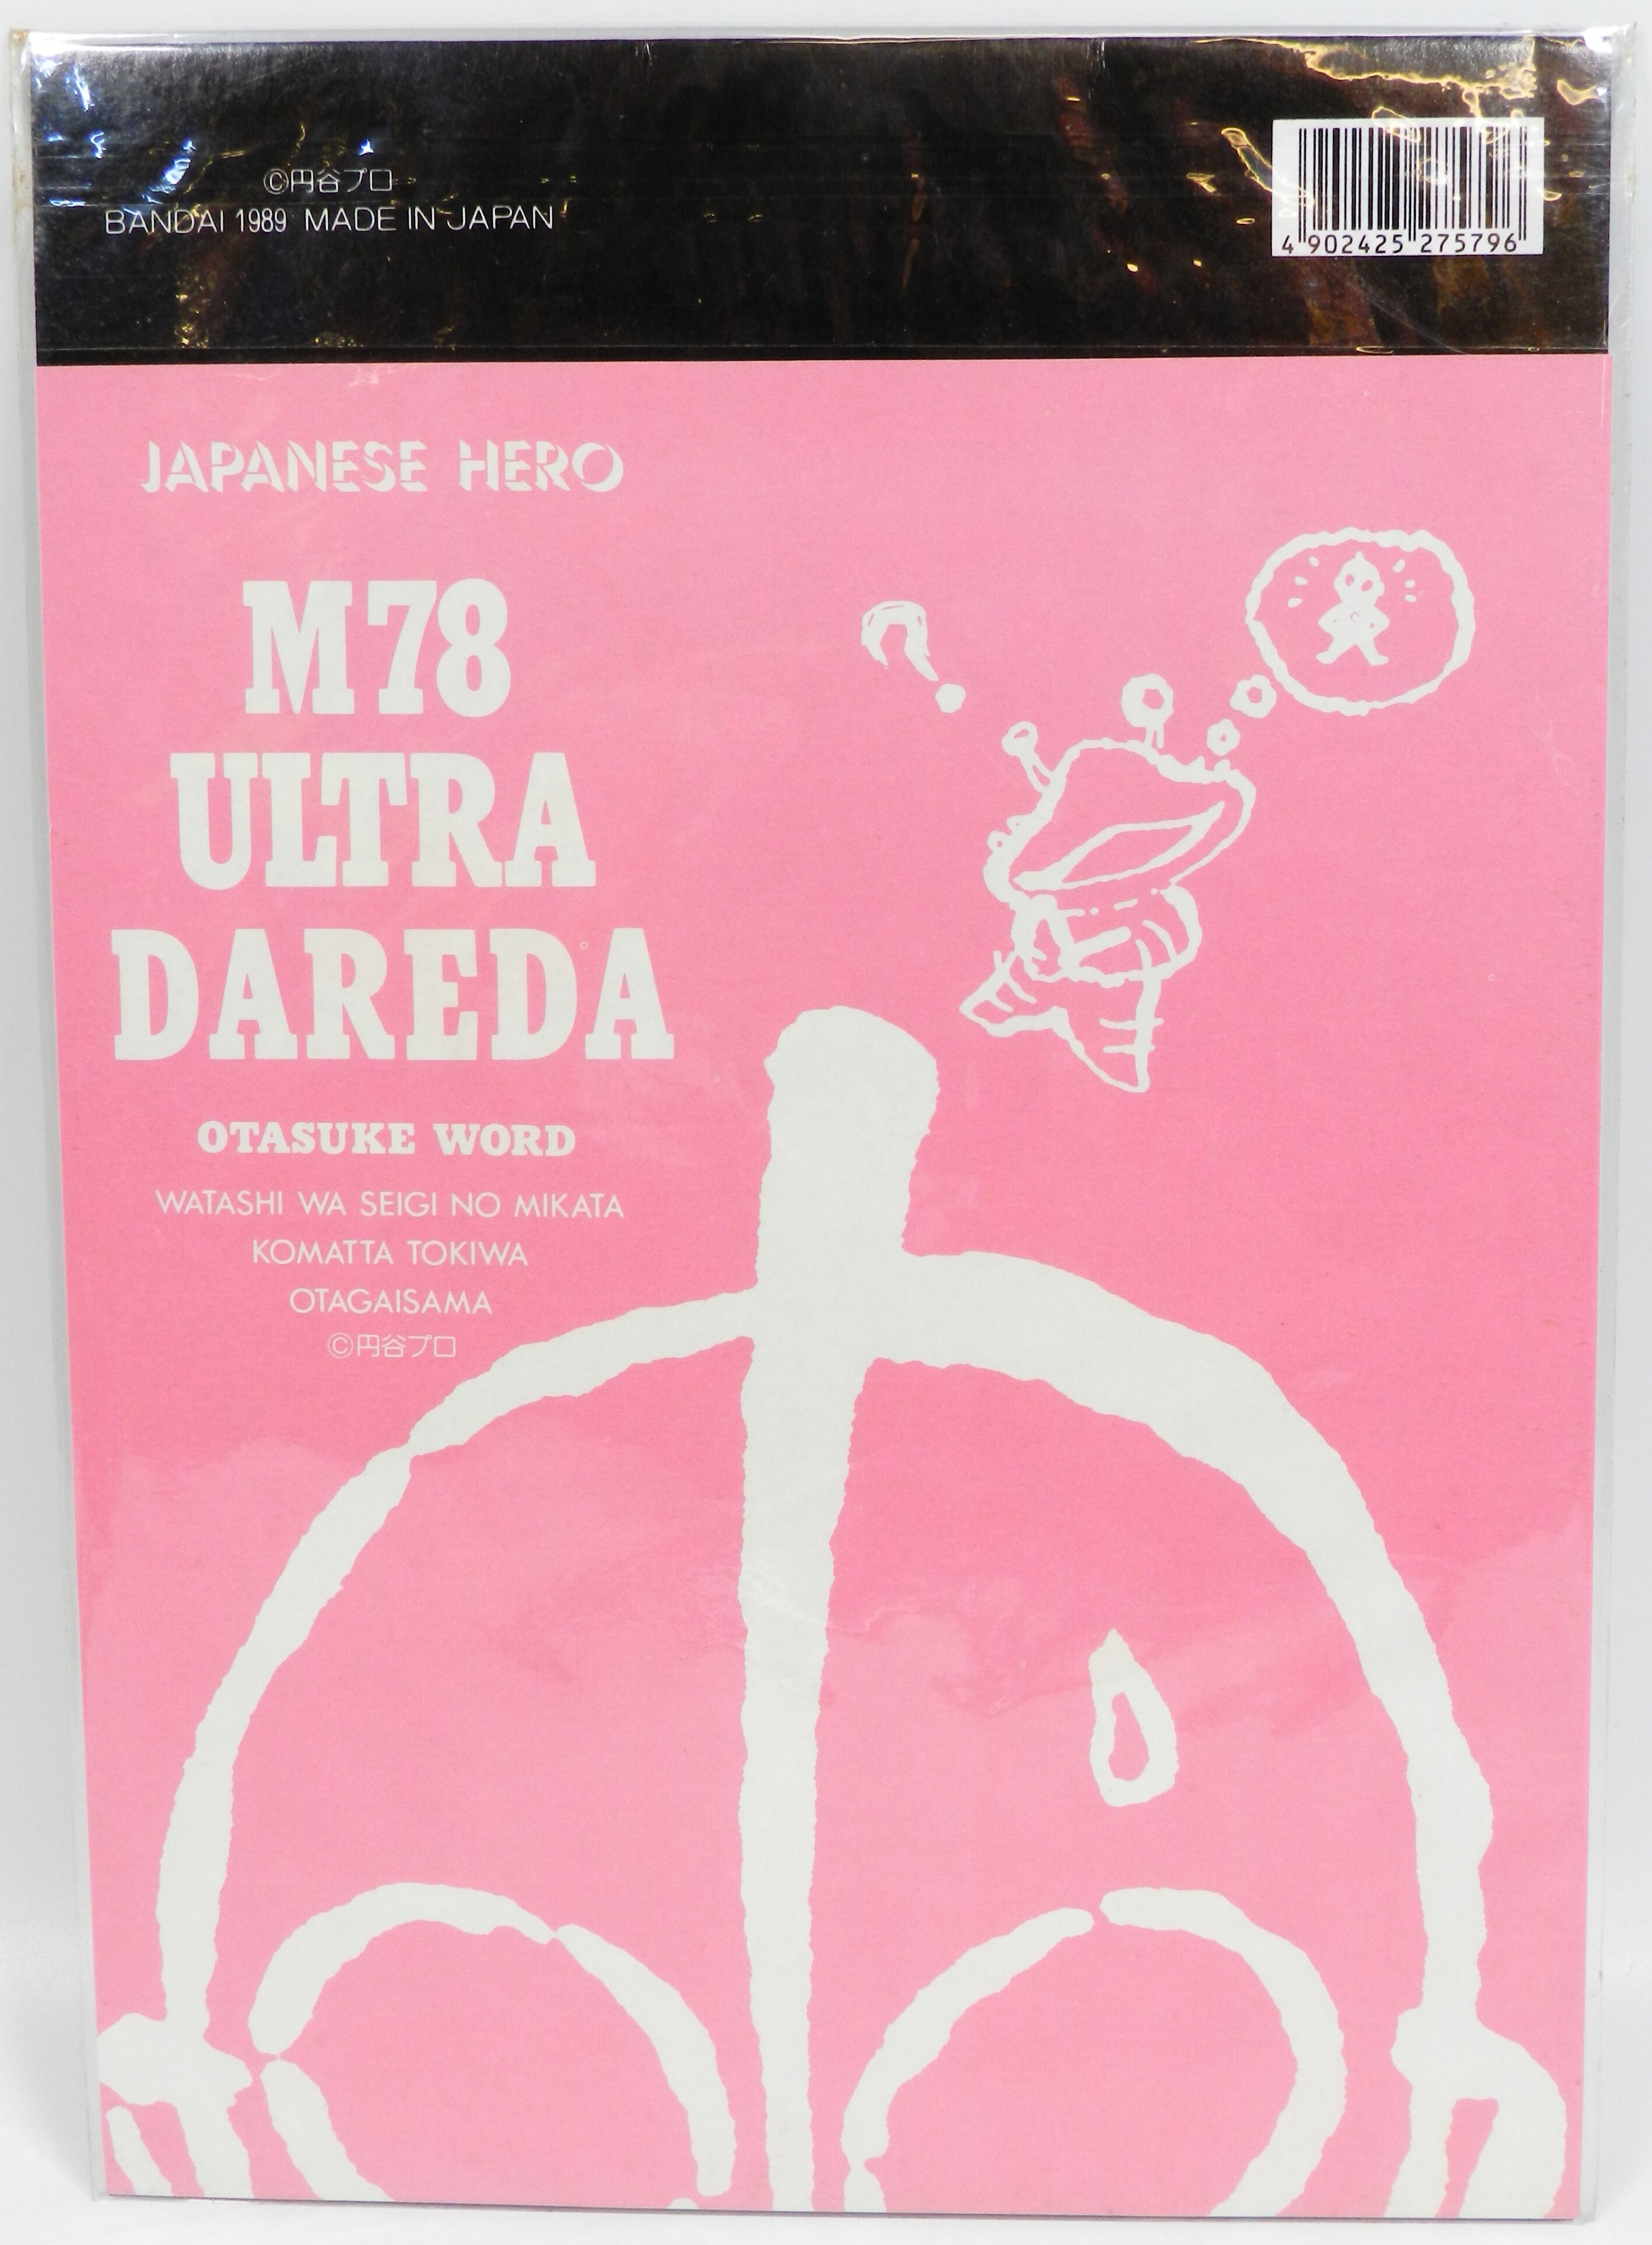 ©円谷プロ
BANDAI 1989 MADE IN JAPAN
4 902425 275796
JAPANESE HERO
M78
ULTRA
DAREDA
OTASUKE WORD
WATASHI WA SEIGI NO MIKATA
KOMATTA TOKIWA
OTAGAISAMA
©円谷プロ
?